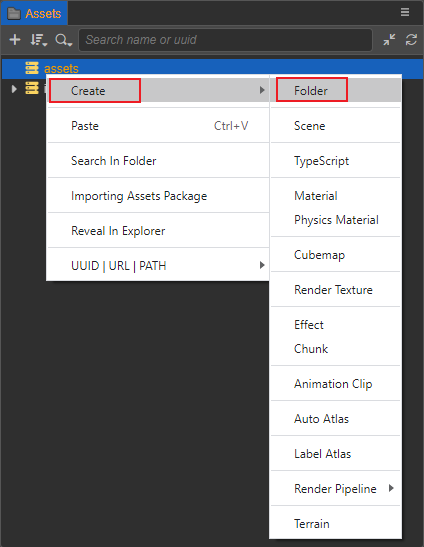 Assets
Search name or uuid
assets
i
Create
Paste Ctrl+V
Search In Folder
Importing Assets Package
Reveal In Explorer
UUID | URL | PATH
Folder
Scene
TypeScript
Material
Physics Material
Cubemap
Render Texture
Effect
Chunk
Animation Clip
Auto Atlas
Label Atlas
Render Pipeline
Terrain